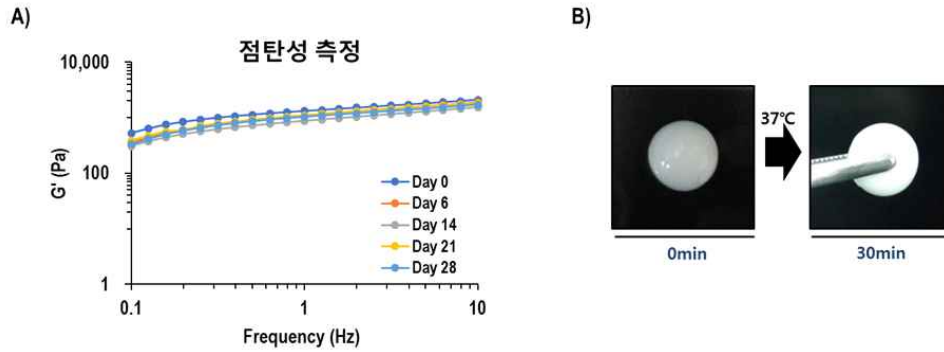 A)
점탄성 측정
G' (Pa)
10,000
100
1
0.1
1
10
Frequency (Hz)
Day 0
Day 6
Day 14
Day 21
Day 28
B)
37℃
0min
30min